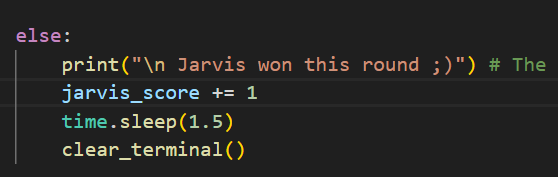 else:
    print("\n Jarvis won this round ;)") # The
    jarvis_score += 1
    time.sleep(1.5)
    clear_terminal()